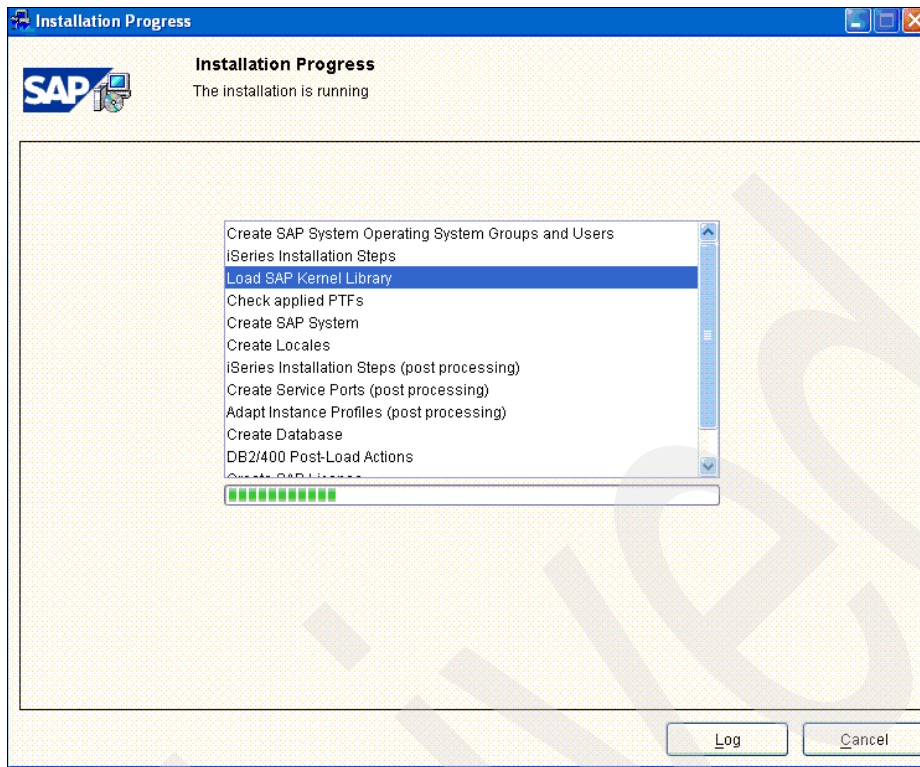 Installation Progress
SAP
Installation Progress
The installation is running
Create SAP System Operating System Groups and Users
iSeries Installation Steps
Load SAP Kernel Library
Check applied PTFs
Create SAP System
Create Locales
iSeries Installation Steps (post processing)
Create Service Ports (post processing)
Adapt Instance Profiles (post processing)
Create Database
DB2/400 Post-Load Actions
Create SAP
Log
Cancel